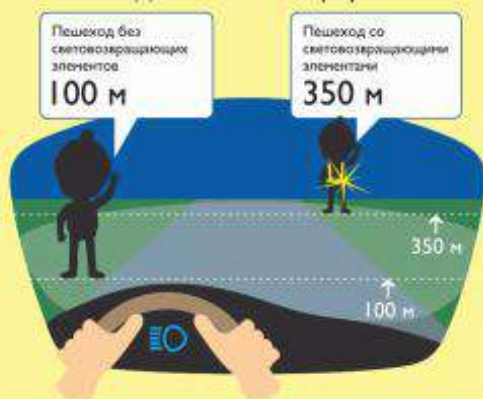 Пешеход без
световозвращающих
элементов
100 м
Пешеход со
световозвращающими
элементами
350 м
350 м
100 м